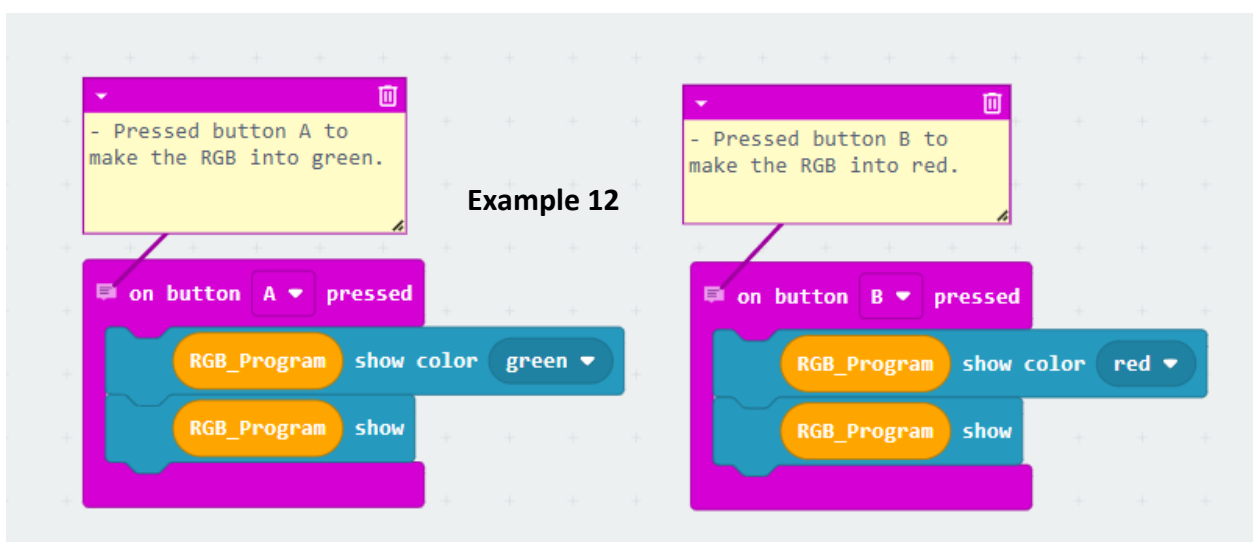 - Pressed button A to
make the RGB into green.
on button A pressed
RGB_Program show color green
RGB_Program show
Example 12
- Pressed button B to
make the RGB into red.
on button B pressed
RGB_Program show color red
RGB_Program show